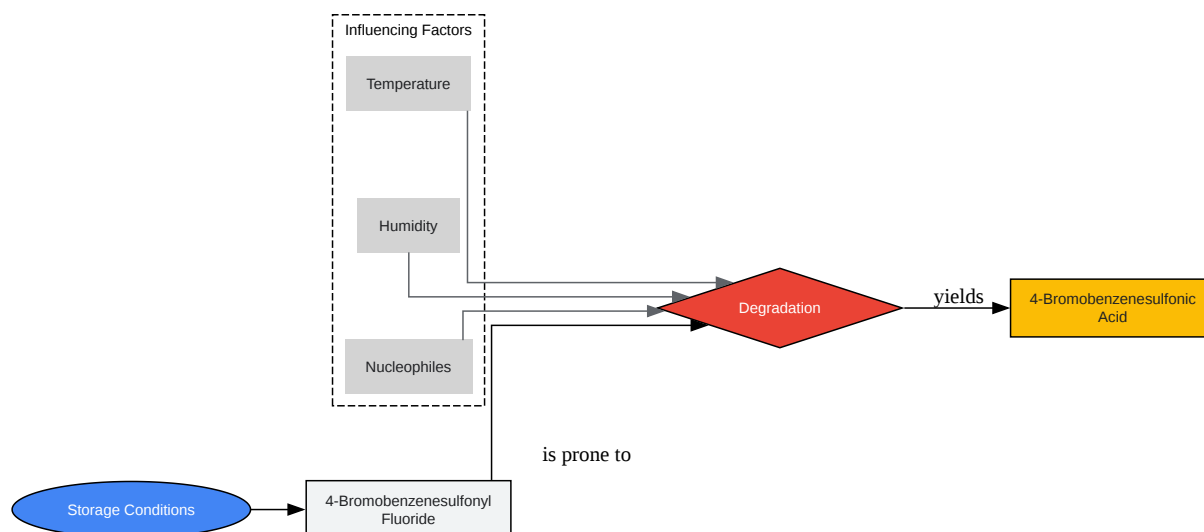 Influencing Factors
Temperature
Humidity
Nucleophiles
Degradation
yields
4-Bromobenzenesulfonic
Acid
is prone to
Storage Conditions
4-Bromobenzenesulfonyl
Fluoride